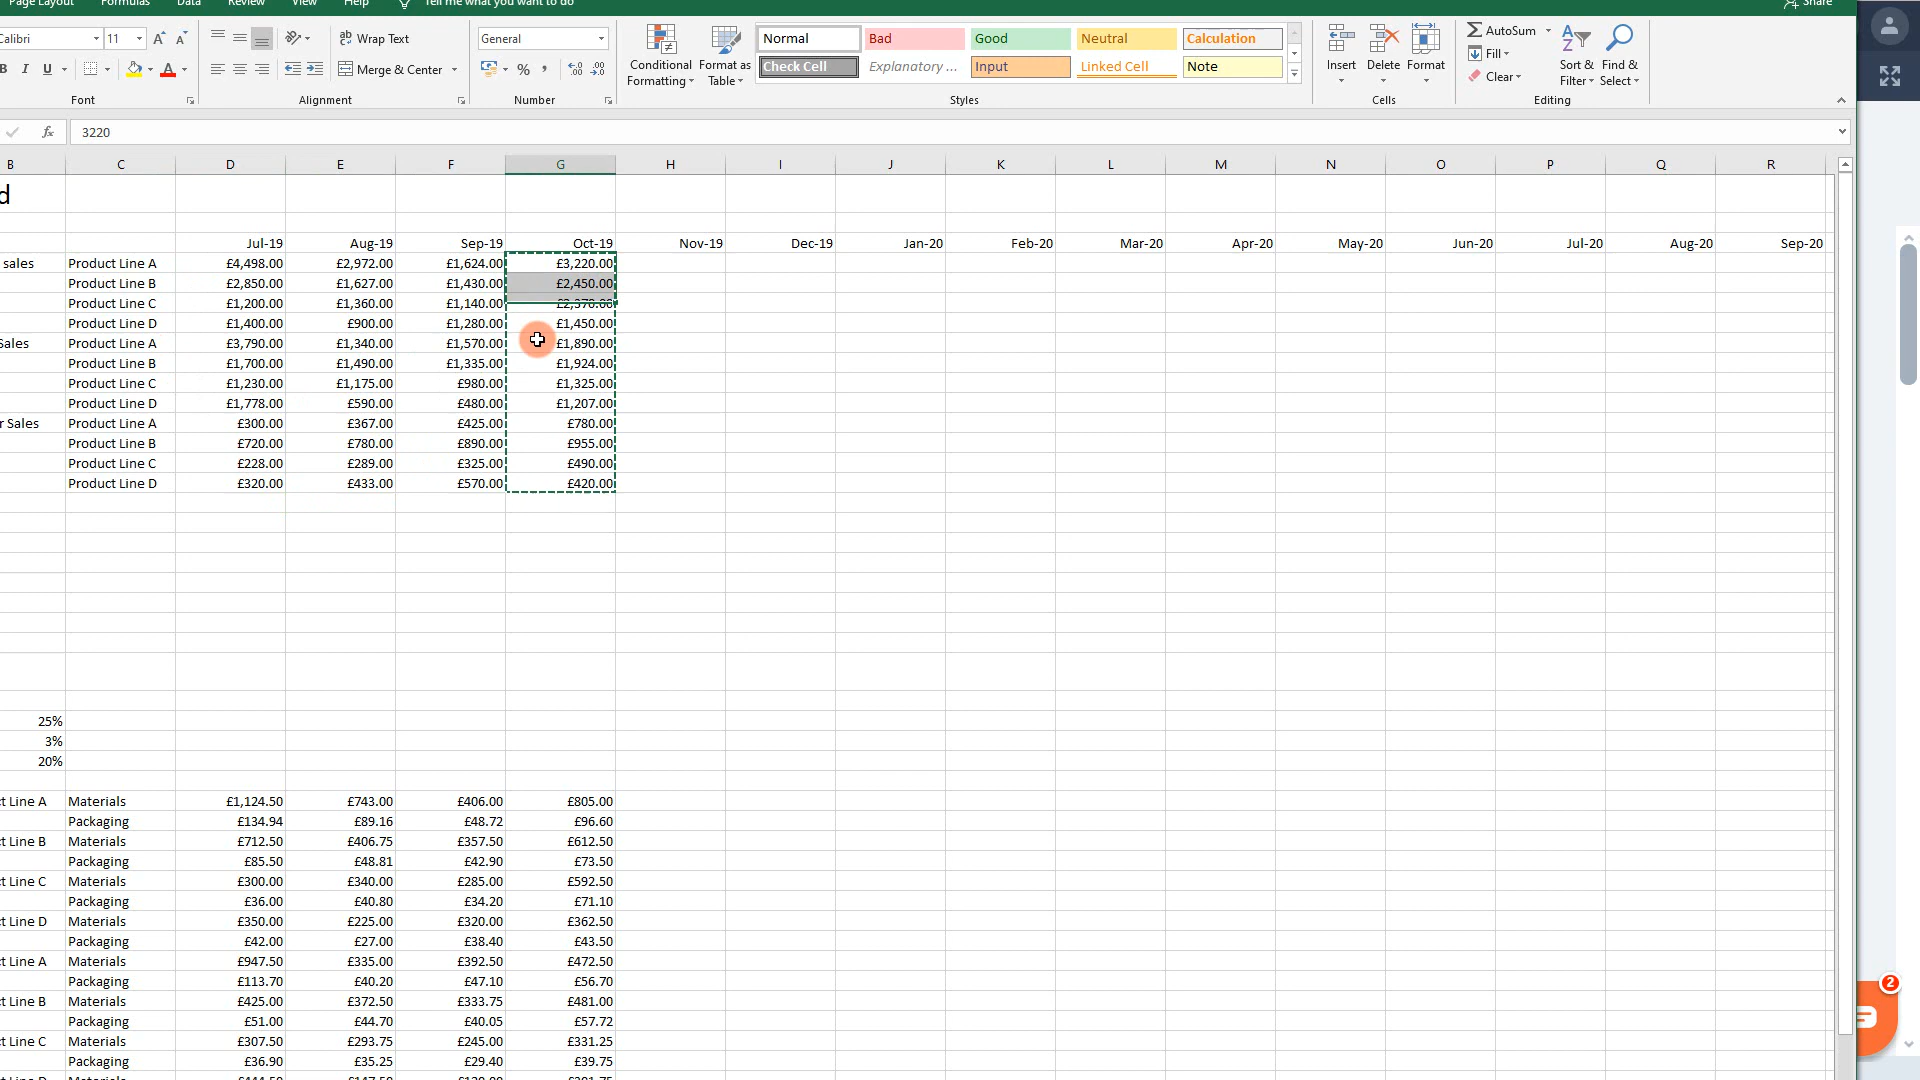 Page Layout Formulas Data Review View Help Tell me what you want to do Share
Calibri 11 A A Wrap Text General Normal Bad Good Neutral Calculation AutoSum
B I U A Merge & Center % , Conditional Formatting Format as Table Check Cell Explanatory ... Input Linked Cell Note Insert Delete Format Fill Clear Sort & Filter Find & Select
Font Alignment Number Styles Cells Editing
fx 3220
B C D E F G H I J K L M N O P Q R
d
Jul-19 Aug-19 Sep-19 Oct-19 Nov-19 Dec-19 Jan-20 Feb-20 Mar-20 Apr-20 May-20 Jun-20 Jul-20 Aug-20 Sep-20
sales Product Line A £4,498.00 £2,972.00 £1,624.00 £3,220.00
Product Line B £2,850.00 £1,627.00 £1,430.00 £2,450.00
Product Line C £1,200.00 £1,360.00 £1,140.00 £2,370.00
Product Line D £1,400.00 £900.00 £1,280.00 £1,450.00
Sales Product Line A £3,790.00 £1,340.00 £1,570.00 £1,890.00
Product Line B £1,700.00 £1,490.00 £1,335.00 £1,924.00
Product Line C £1,230.00 £1,175.00 £980.00 £1,325.00
Product Line D £1,778.00 £590.00 £480.00 £1,207.00
r Sales Product Line A £300.00 £367.00 £425.00 £780.00
Product Line B £720.00 £780.00 £890.00 £955.00
Product Line C £228.00 £289.00 £325.00 £490.00
Product Line D £320.00 £433.00 £570.00 £420.00
25%
3%
20%
ct Line A Materials £1,124.50 £743.00 £406.00 £805.00
Packaging £134.94 £89.16 £48.72 £96.60
ct Line B Materials £712.50 £406.75 £357.50 £612.50
Packaging £85.50 £48.81 £42.90 £73.50
ct Line C Materials £300.00 £340.00 £285.00 £592.50
Packaging £36.00 £40.80 £34.20 £71.10
ct Line D Materials £350.00 £225.00 £320.00 £362.50
Packaging £42.00 £27.00 £38.40 £43.50
ct Line A Materials £947.50 £335.00 £392.50 £472.50
Packaging £113.70 £40.20 £47.10 £56.70
ct Line B Materials £425.00 £372.50 £333.75 £481.00
Packaging £51.00 £44.70 £40.05 £57.72
ct Line C Materials £307.50 £293.75 £245.00 £331.25
Packaging £36.90 £35.25 £29.40 £39.75
2